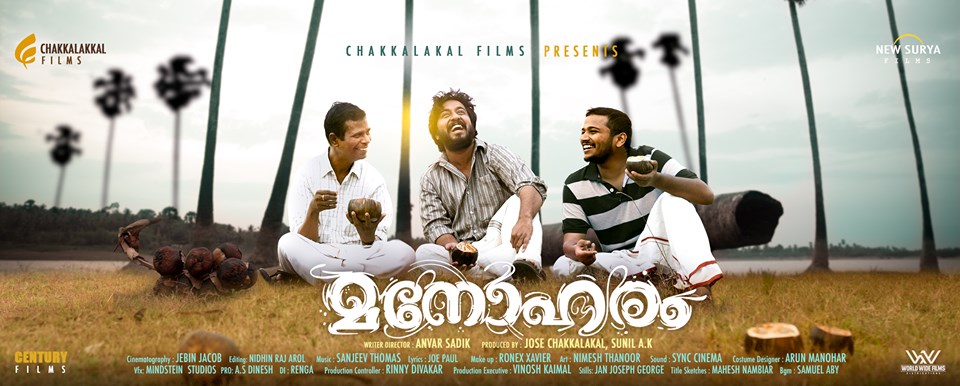 CHAKKALAKKAL
FILMS
CHAKKALAKAL FILMS PRESENTS
NEW SURYA
FILMS
മനോഹരം
WRITER DIRECTOR : ANVAR SADIK PRODUCED BY : JOSE CHAKKALAKAL, SUNIL A.K
Cinematography : JEBIN JACOB Editing: NIDHIN RAJ AROL Music : SANJEEV THOMAS Lyrics : JOE PAUL Make up : RONEX XAVIER Art : NIMESH THANOOR Sound : SYNC CINEMA Costume Designer : ARUN MANOHAR
Vfx: MINDSTEIN STUDIOS PRO: A.S DINESH DI : RENGA Production Controller : RINNY DIVAKAR Production Executive : VINOSH KAIMAL Stills: JAN JOSEPH GEORGE Title Sketches : MAHESH NAMBIAR Bgm : SAMUEL ABY
CENTURY
FILMS
WORLD WIDE FILMS